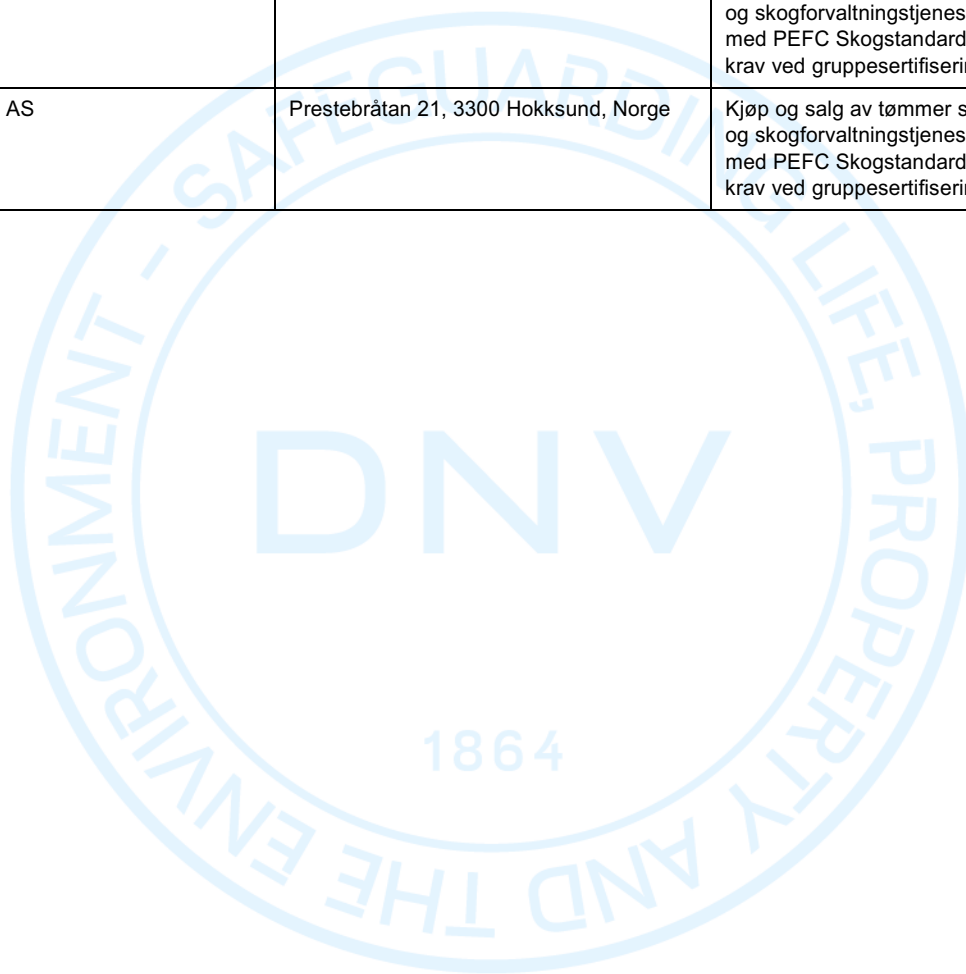 og skogforvaltningstjenes
med PEFC Skogstandard
krav ved gruppesertifiseri
AS
Prestebråtan 21, 3300 Hokksund, Norge
Kjøp og salg av tømmer s
og skogforvaltningstjenes
med PEFC Skogstandard
krav ved gruppesertifiseri
SAFEGUARDING LIFE, PROPERTY AND THE ENVIRONMENT -
DNV
1864